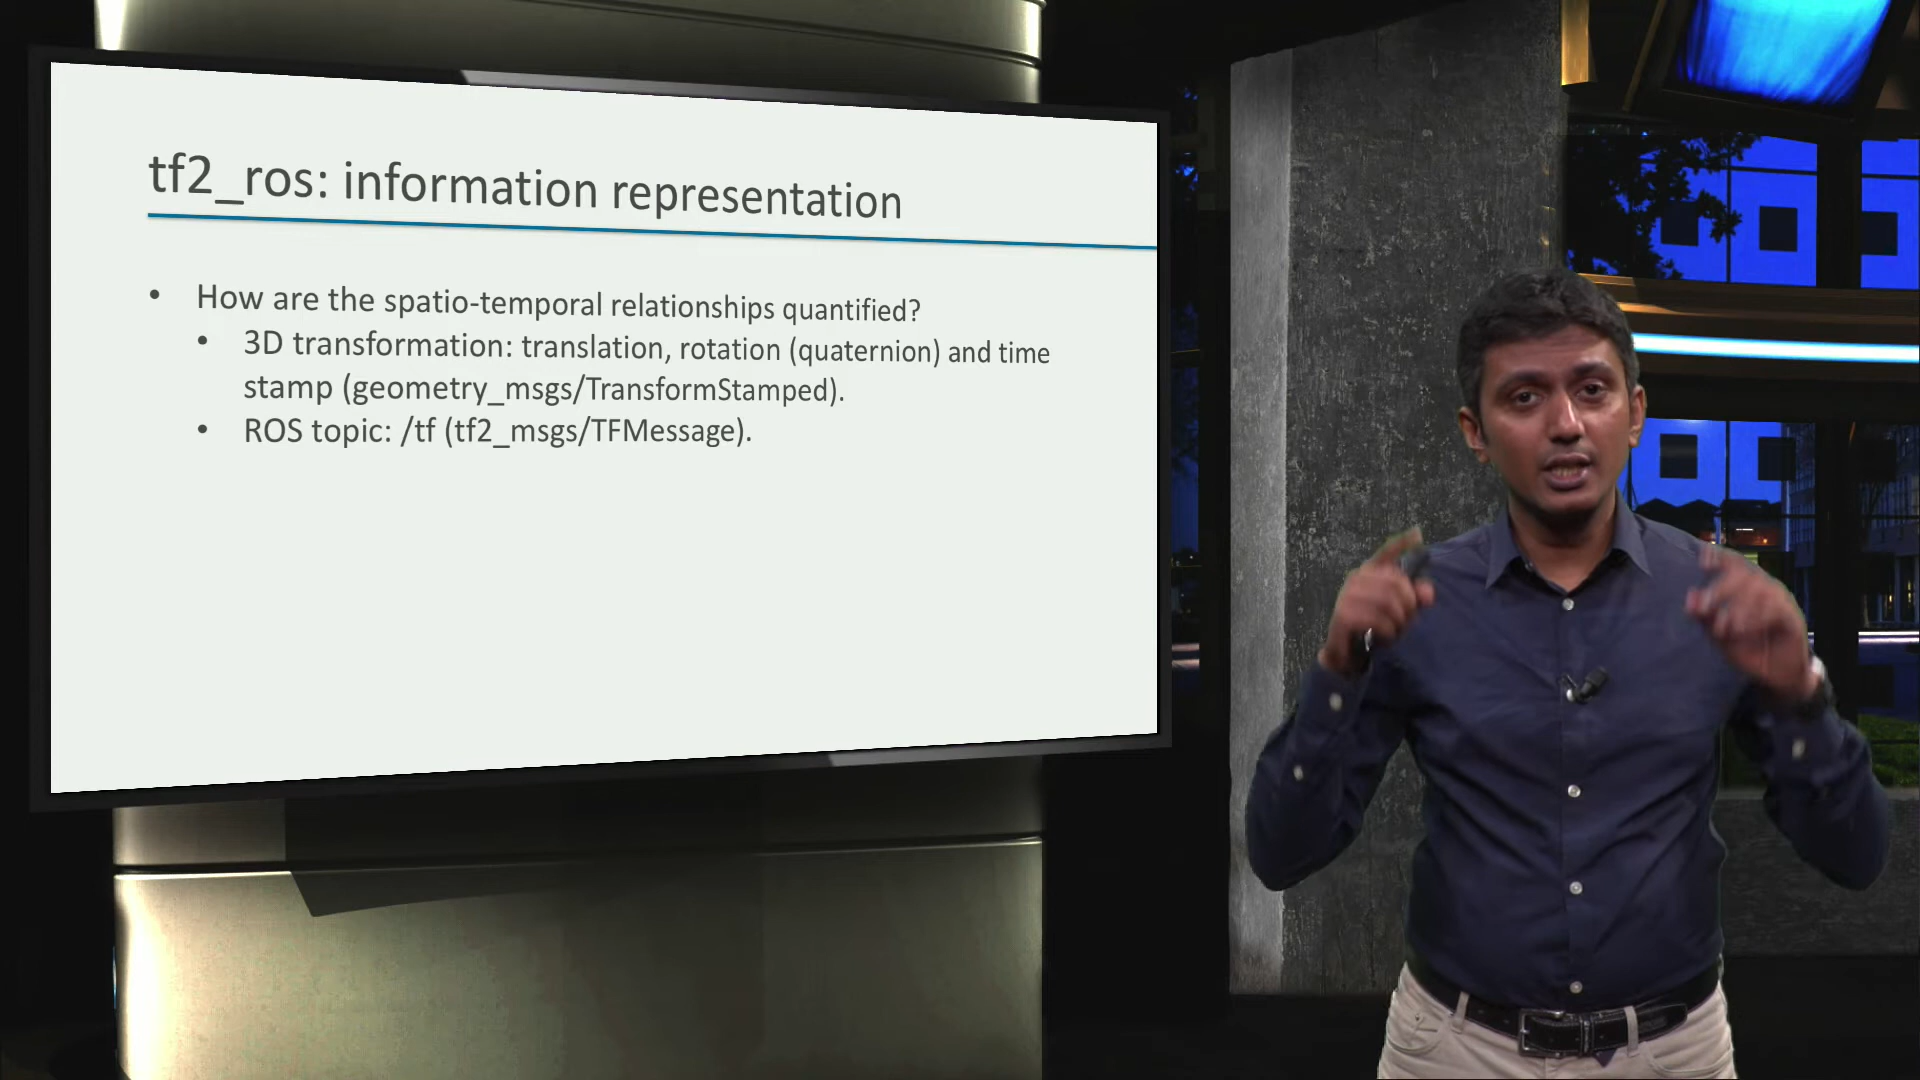 tf2_ros: information representation
• How are the spatio-temporal relationships quantified?
• 3D transformation: translation, rotation (quaternion) and time
stamp (geometry_msgs/TransformStamped).
• ROS topic: /tf (tf2_msgs/TFMessage).